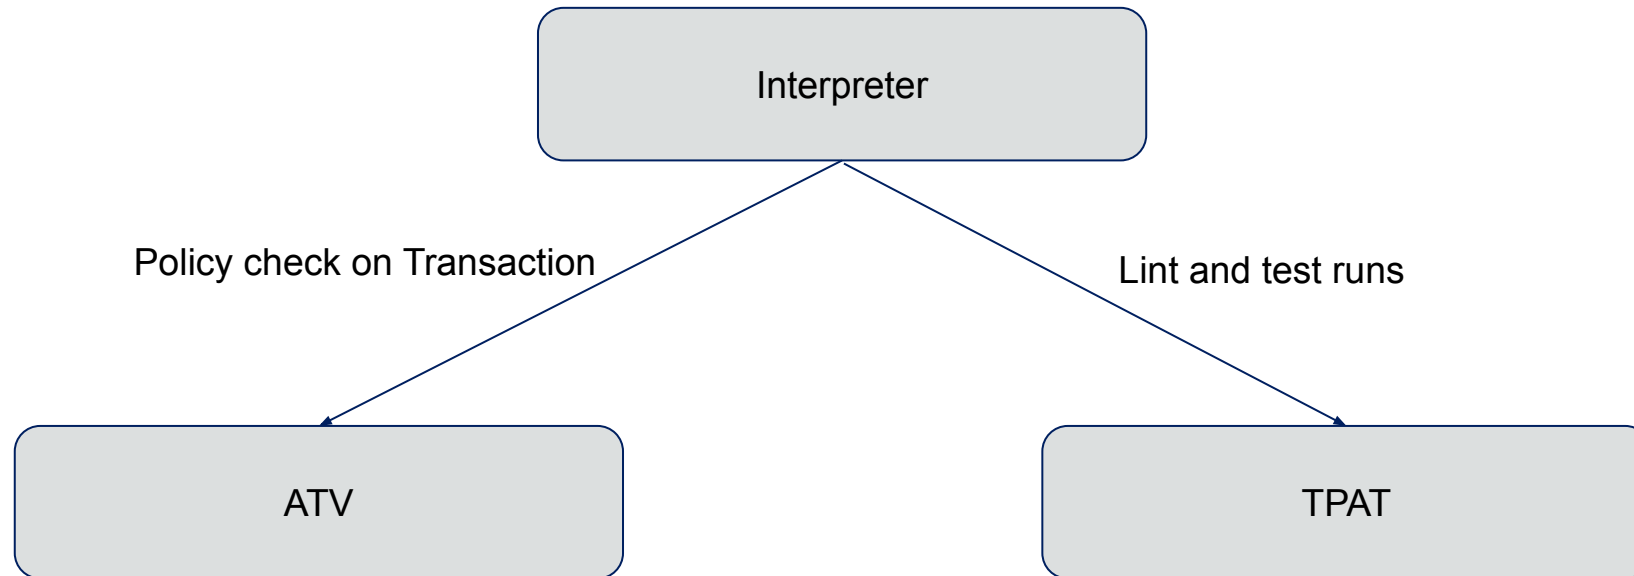 Interpreter
Policy check on Transaction
Lint and test runs
ATV
TPAT